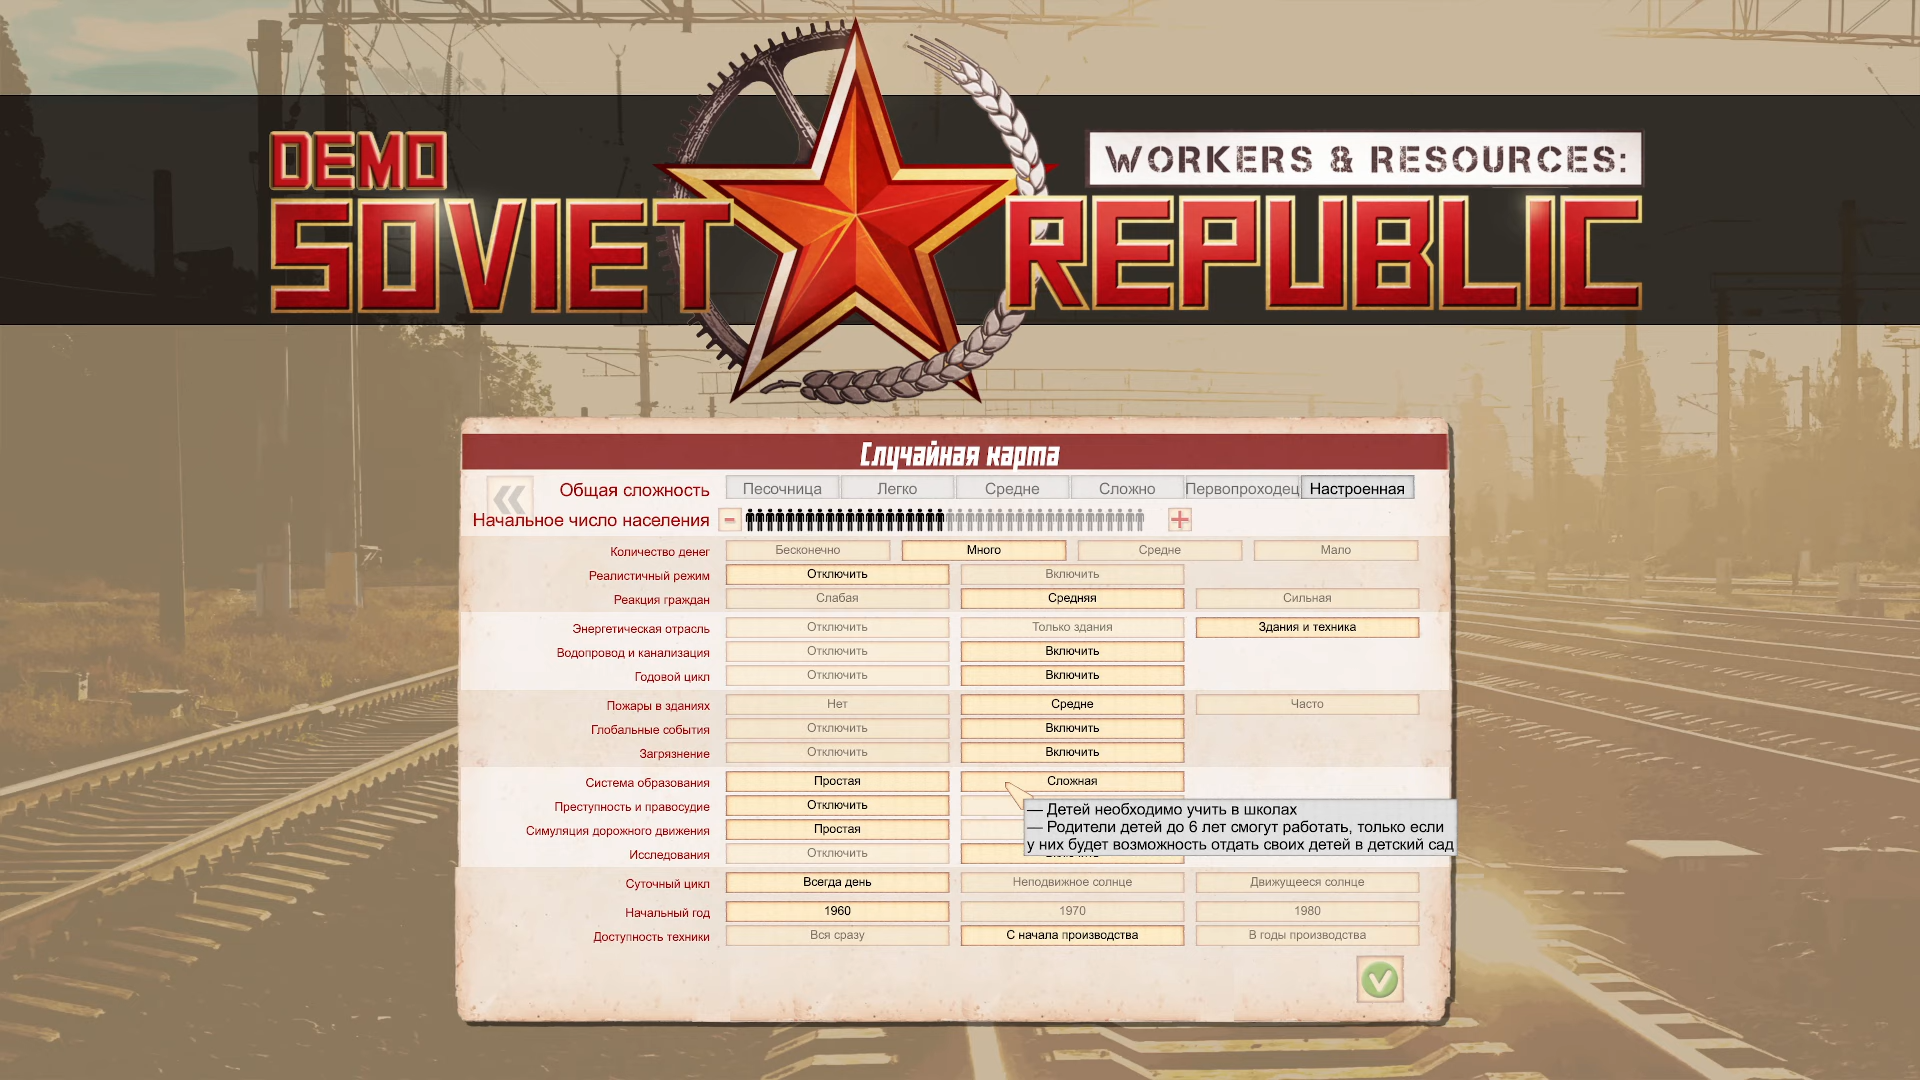 DEMO
WORKERS & RESOURCES:
SOVIET REPUBLIC
Случайная карта
Общая сложность Песочница Легко Средне Сложно Первопроходец Настроенная
Начальное число населения
Количество денег Бесконечно Много Средне Мало
Реалистичный режим Отключить Включить
Реакция граждан Слабая Средняя Сильная
Энергетическая отрасль Отключить Только здания Здания и техника
Водопровод и канализация Отключить Включить
Годовой цикл Отключить Включить
Пожары в зданиях Нет Средне Часто
Глобальные события Отключить Включить
Загрязнение Отключить Включить
Система образования Простая Сложная
Преступность и правосудие Отключить
— Детей необходимо учить в школах
Симуляция дорожного движения Простая
— Родители детей до 6 лет смогут работать, только если
у них будет возможность отдать своих детей в детский сад
Исследования Отключить
Суточный цикл Всегда день Неподвижное солнце Движущееся солнце
Начальный год 1960 1970 1980
Доступность техники Вся сразу С начала производства В годы производства